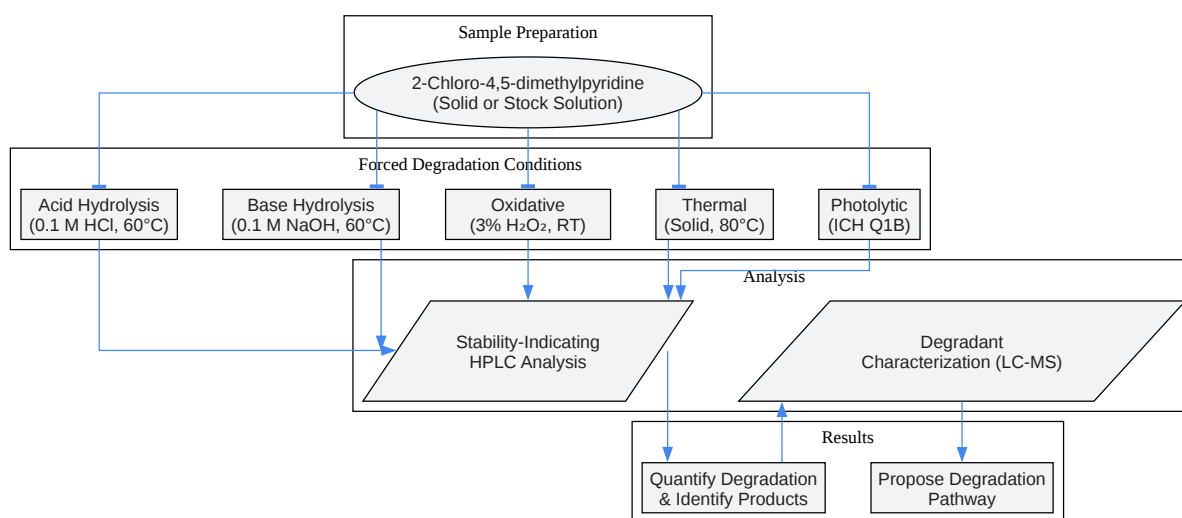 Sample Preparation
2-Chloro-4,5-dimethylpyridine
(Solid or Stock Solution)
Forced Degradation Conditions
Acid Hydrolysis
(0.1 M HCl, 60°C)
Base Hydrolysis
(0.1 M NaOH, 60°C)
Oxidative
(3% H₂O₂, RT)
Thermal
(Solid, 80°C)
Photolytic
(ICH Q1B)
Analysis
Stability-Indicating
HPLC Analysis
Degradant
Characterization (LC-MS)
Results
Quantify Degradation
& Identify Products
Propose Degradation
Pathway